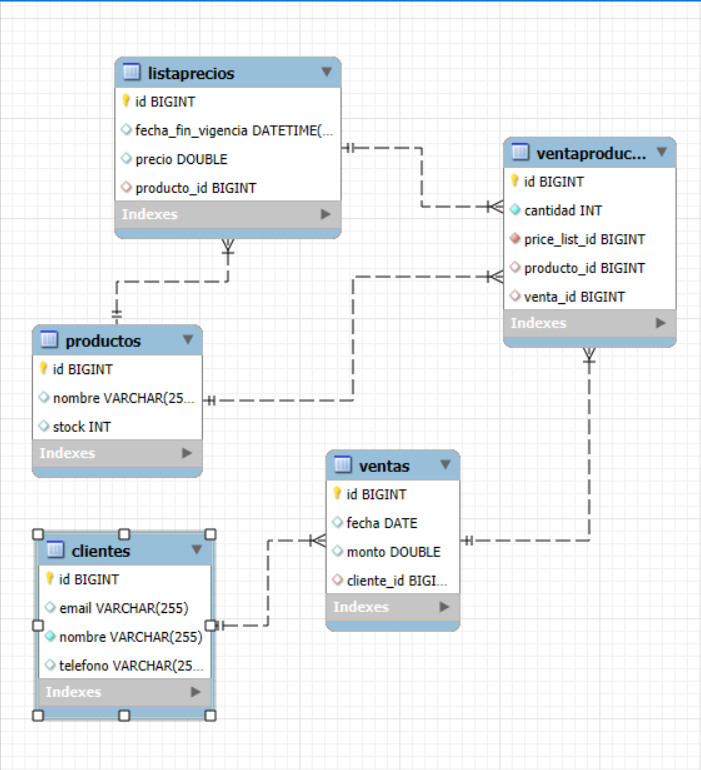 listaprecios
id BIGINT
fecha_fin_vigencia DATETIME(...
precio DOUBLE
producto_id BIGINT
Indexes
ventaproduc...
id BIGINT
cantidad INT
price_list_id BIGINT
producto_id BIGINT
venta_id BIGINT
Indexes
productos
id BIGINT
nombre VARCHAR(25...
stock INT
Indexes
ventas
id BIGINT
fecha DATE
monto DOUBLE
cliente_id BIGI...
Indexes
clientes
id BIGINT
email VARCHAR(255)
nombre VARCHAR(255)
telefono VARCHAR(25...
Indexes